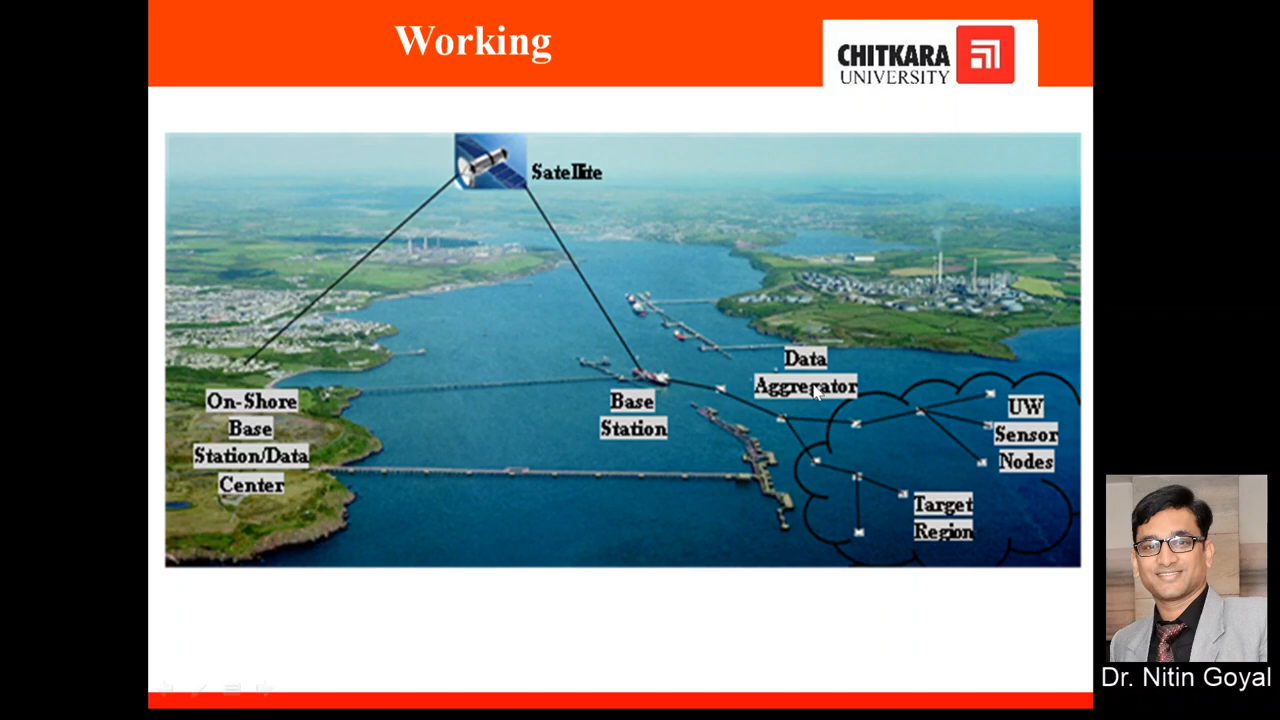 Working
CHITKARA
UNIVERSITY
Satellite
Data
Aggregator
On-Shore
Base
Station/Data
Center
Base
Station
UW
Sensor
Nodes
Target
Region
Dr. Nitin Goyal